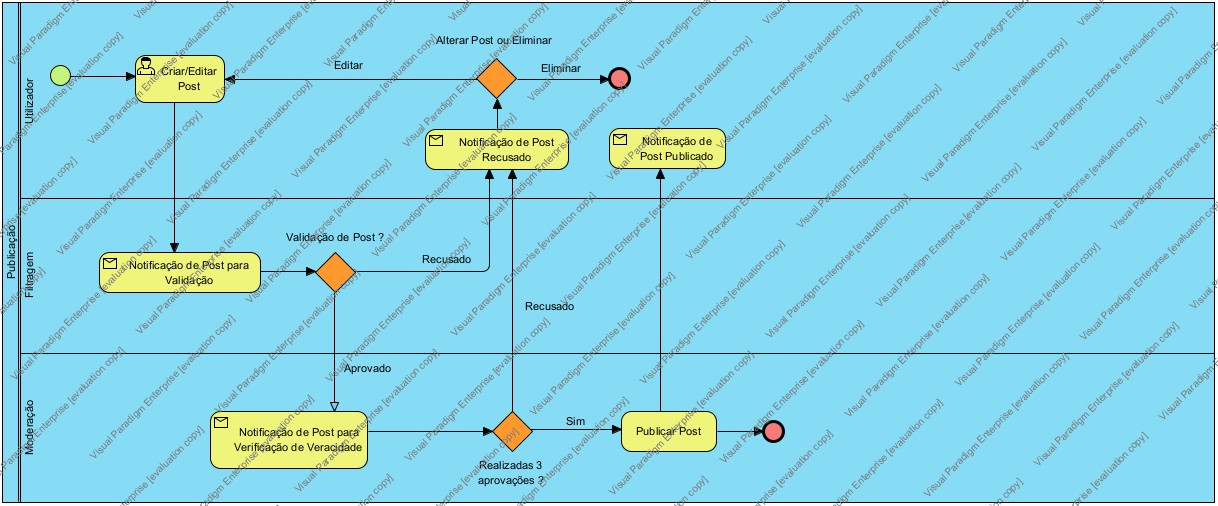 Publicação
Utilizador
Criar/Editar
Post
Editar
Alterar Post ou Eliminar
Eliminar
Notificação de Post
Recusado
Notificação de
Post Publicado
Filtragem
Notificação de Post para
Validação
Validação de Post ?
Recusado
Recusado
Aprovado
Moderação
Notificação de Post para
Verificação de Veracidade
Realizadas 3
aprovações ?
Sim
Publicar Post
Visual Paradigm Enterprise [evaluation copy]